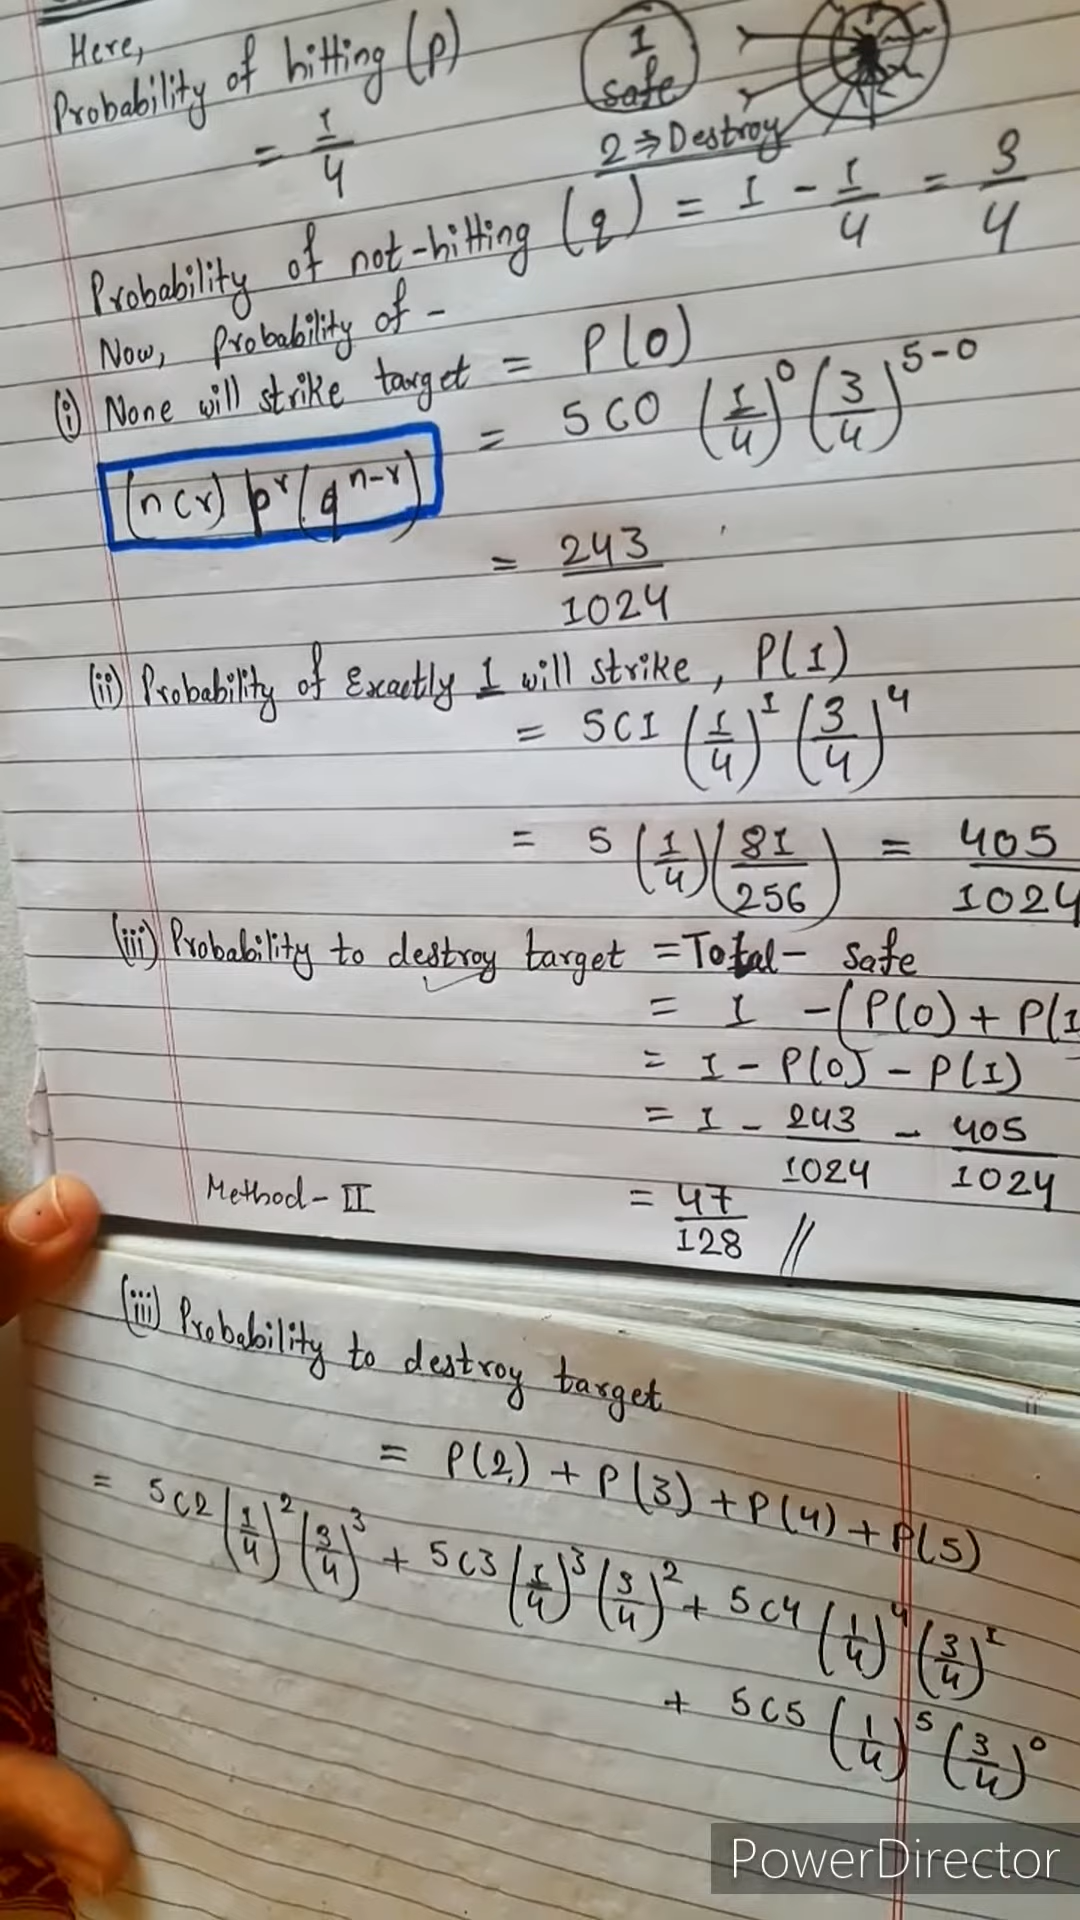 Here,
Probability of hitting (p)
= 1/4
1
safe
2 ⇒ Destroy
Probability of not-hitting (q) = 1 - 1/4 = 3/4
Now, Probability of -
(i) None will strike target = P(0)
= 5C0 (1/4)^0 (3/4)^5-0
(nCr) p^r (q^n-r)
= 243/1024
(ii) Probability of Exactly 1 will strike, P(1)
= 5C1 (1/4)^1 (3/4)^4
= 5 (1/4)(81/256) = 405/1024
(iii) Probability to destroy target = Total - safe
= 1 - (P(0) + P(1
= 1 - P(0) - P(1)
= 1 - 243/1024 - 405/1024
Method - II
= 47/128 //
(iii) Probability to destroy target
= P(2) + P(3) + P(4) + P(5)
= 5C2 (1/4)^2 (3/4)^3 + 5C3 (1/4)^3 (3/4)^2 + 5C4 (1/4)^4 (3/4)^1
+ 5C5 (1/4)^5 (3/4)^0
PowerDirector